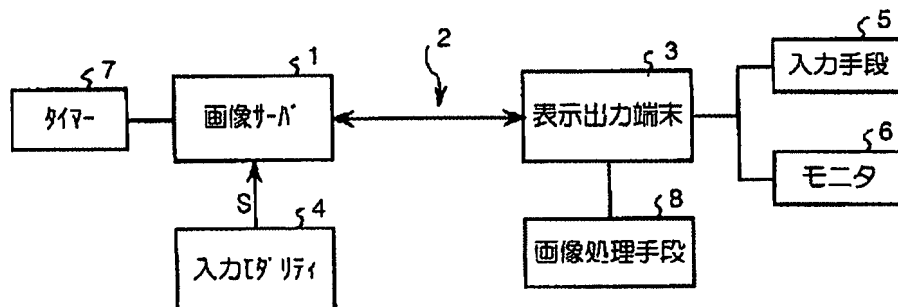 7
タイマー
1
画像サーバ
2
3
表示出力端末
5
入力手段
6
モニタ
S
4
入力モダリティ
8
画像処理手段